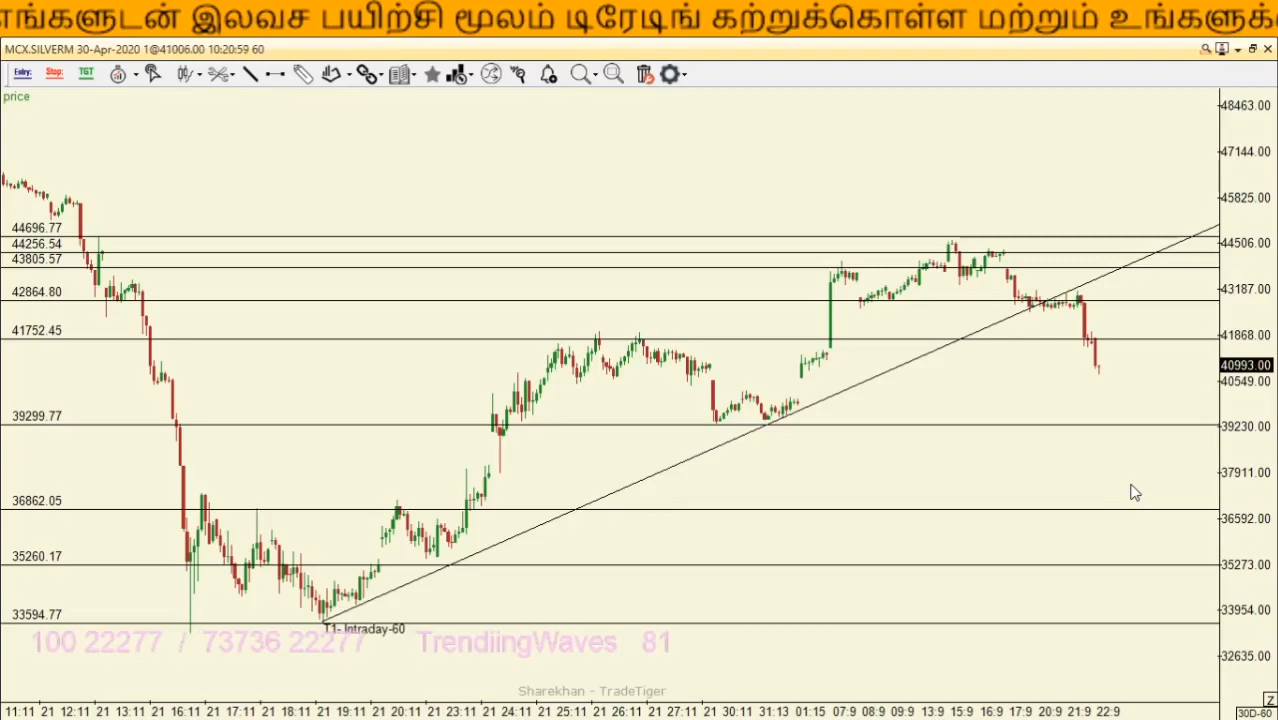 எங்களுடன் இலவச பயிற்சி மூலம் டிரேடிங் கற்றுக்கொள்ள மற்றும்
MCX.SILVERM 30-Apr-2020 1@41006.00 10:20:59 60
Entry: Stop: TGT
price
48463.00
47144.00
45825.00
44696.77
44256.54
44506.00
43805.57
42864.80
43187.00
41752.45
41868.00
40993.00
40549.00
39299.77
39230.00
37911.00
36862.05
36592.00
35260.17
35273.00
33594.77
33954.00
T1- Intraday-60
100 22277 / 73736 22277 TrendiingWaves 81
32635.00
Sharekhan - TradeTiger
11:11 21 12:11 21 13:11 21 16:11 21 17:11 21 18:11 21 19:11 21 20:11 21 23:11 21 24:11 21 25:11 21 26:11 21 27:11 21 30:11 31:13 01:15 07:9 08:9 09:9 13:9 15:9 16:9 17:9 20:9 21:9 22:9
Z
30D-60